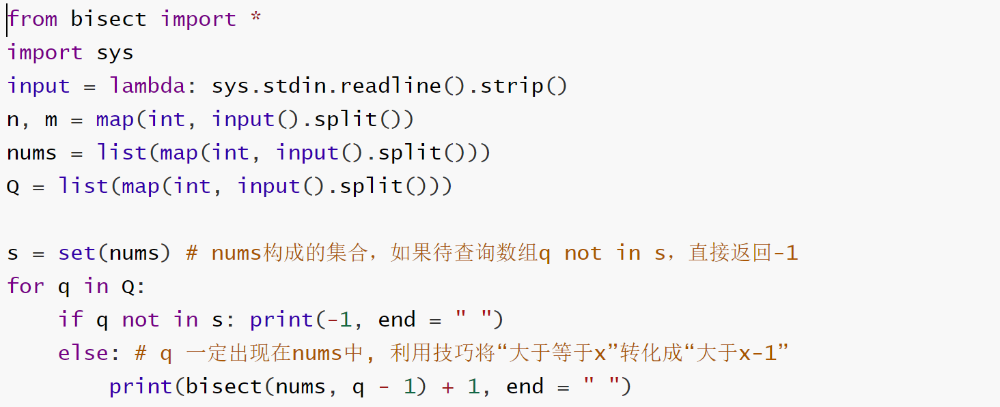 from bisect import *
import sys
input = lambda: sys.stdin.readline().strip()
n, m = map(int, input().split())
nums = list(map(int, input().split()))
Q = list(map(int, input().split()))
s = set(nums) # nums构成的集合，如果待查询数组q not in s，直接返回-1
for q in Q:
    if q not in s: print(-1, end = " ")
    else: # q 一定出现在nums中, 利用技巧将“大于等于x”转化成“大于x-1”
        print(bisect(nums, q - 1) + 1, end = " ")